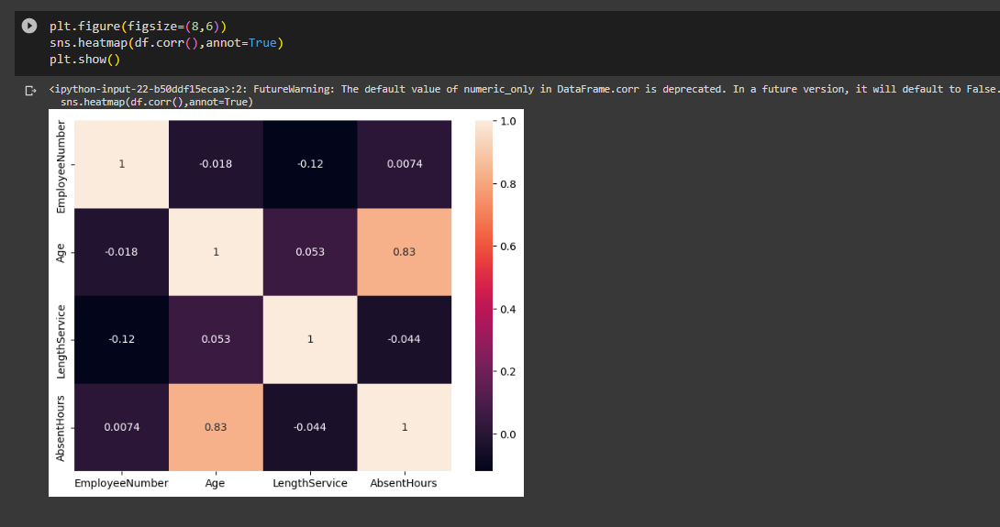 plt.figure(figsize=(8,6))
sns.heatmap(df.corr(),annot=True)
plt.show()
<ipython-input-22-b50ddf15ecaa>:2: FutureWarning: The default value of numeric_only in DataFrame.corr is deprecated. In a future version, it will default to False.
sns.heatmap(df.corr(),annot=True)
EmployeeNumber
1
-0.018
-0.12
0.0074
Age
-0.018
1
0.053
0.83
LengthService
-0.12
0.053
1
-0.044
AbsentHours
0.0074
0.83
-0.044
1
EmployeeNumber
Age
LengthService
AbsentHours
1.0
0.8
0.6
0.4
0.2
0.0